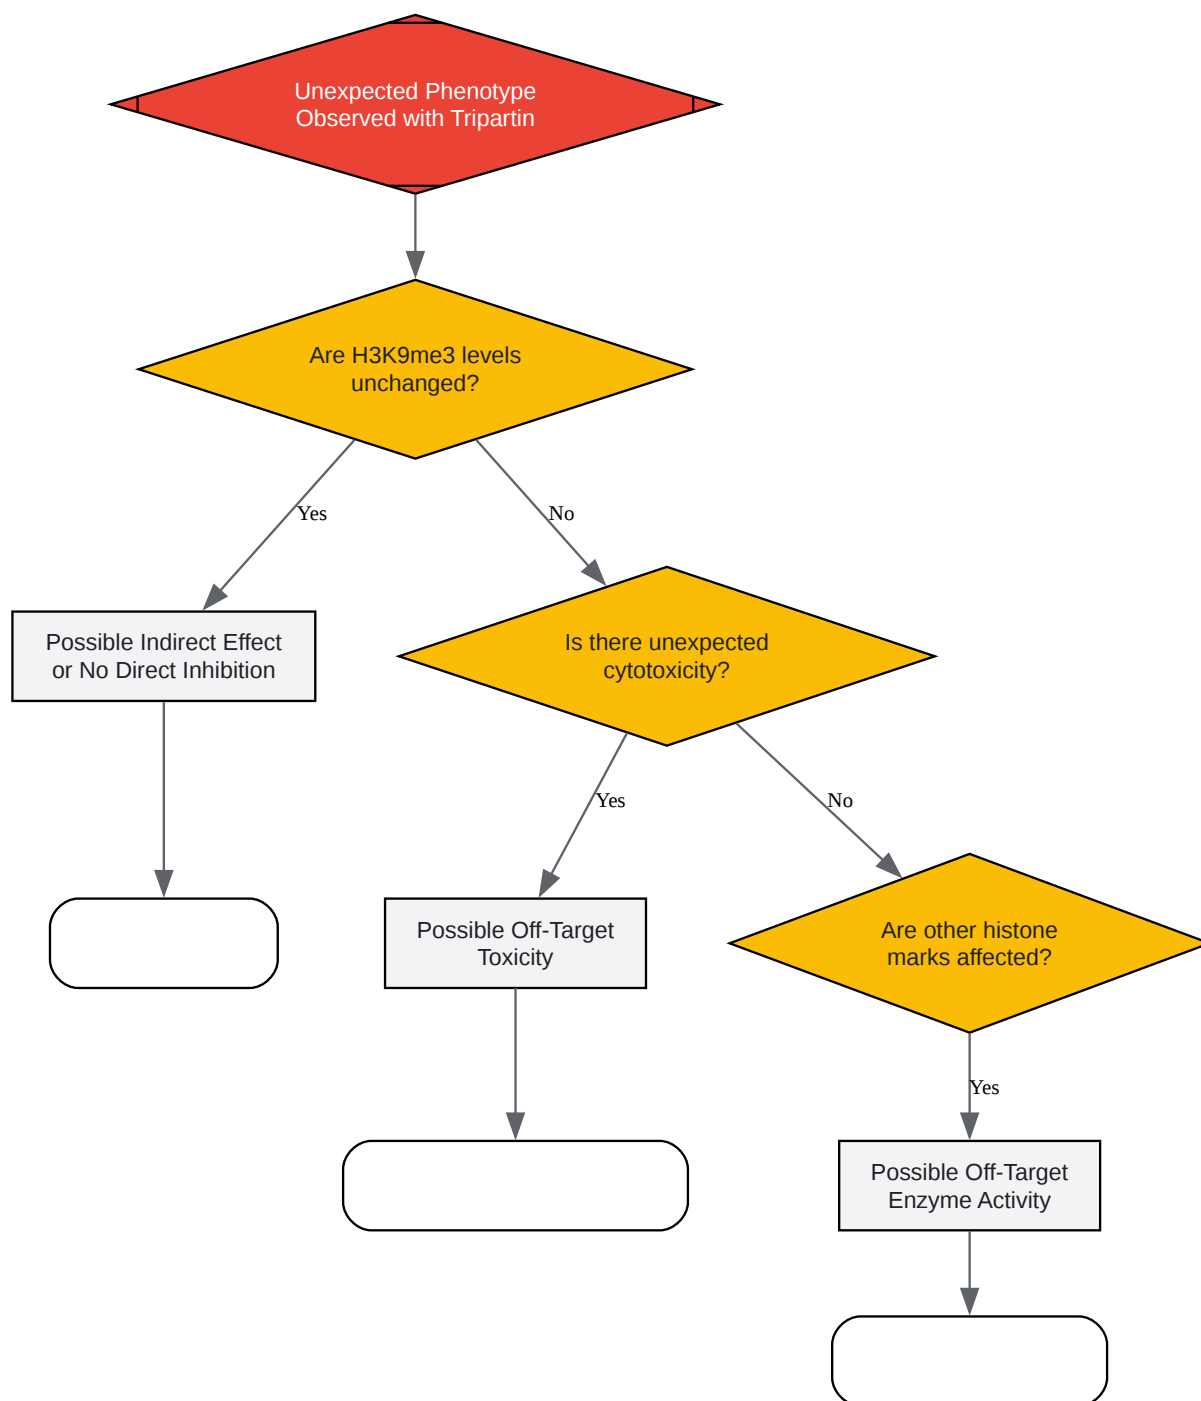 Unexpected Phenotype
Observed with Tripartin
Are H3K9me3 levels
unchanged?
Yes
No
Possible Indirect Effect
or No Direct Inhibition
Is there unexpected
cytotoxicity?
Yes
No
Possible Off-Target
Toxicity
Are other histone
marks affected?
Yes
Possible Off-Target
Enzyme Activity